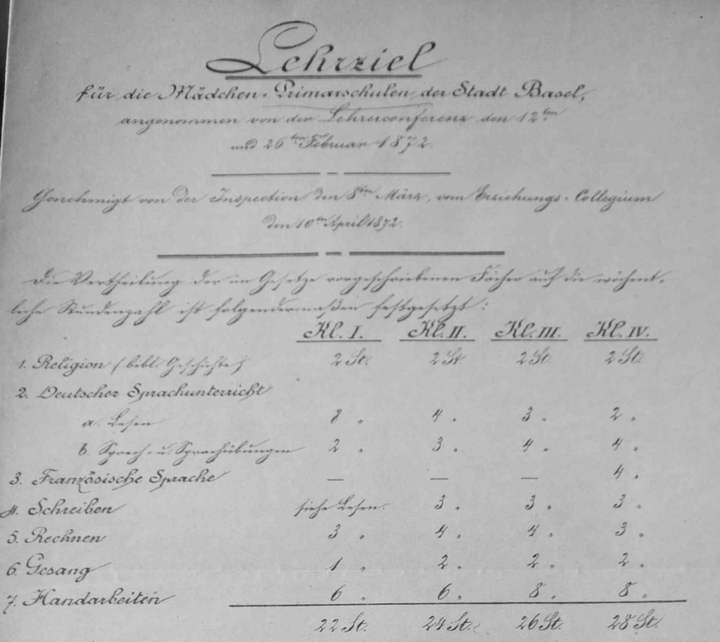 Lehrziel
für die Mädchen-Primarschulen der Stadt Basel,
angenommen von der Lehrerconferenz den 12ten
und 26ten Februar 1872.
Genehmigt von der Inspection den 8ten März, vom Erziehungs-Collegium
den 10ten April 1872.
Die Vertheilung der im Gesetze vorgeschriebenen Fächer auf die wöchent-
liche Stundenzahl ist folgendermaßen festgesetzt:
Kl. I. Kl. II. Kl. III. Kl. IV.
1. Religion (bibl. Geschichte) 2 St. 2 St. 2 St. 2 St.
2. Deutscher Sprachunterricht
a. Lesen 8 " 4 " 3 " 2 "
b. Sprech- u. Sprachübungen 2 " 3 " 4 " 4 "
3. Französische Sprache — — — 4 "
4. Schreiben siehe Lesen. 3 " 3 " 3 "
5. Rechnen 3 " 4 " 4 " 3 "
6. Gesang 1 " 2 " 2 " 2 "
7. Handarbeiten 6 " 6 " 8 " 8 "
22 St. 24 St. 26 St. 28 St.